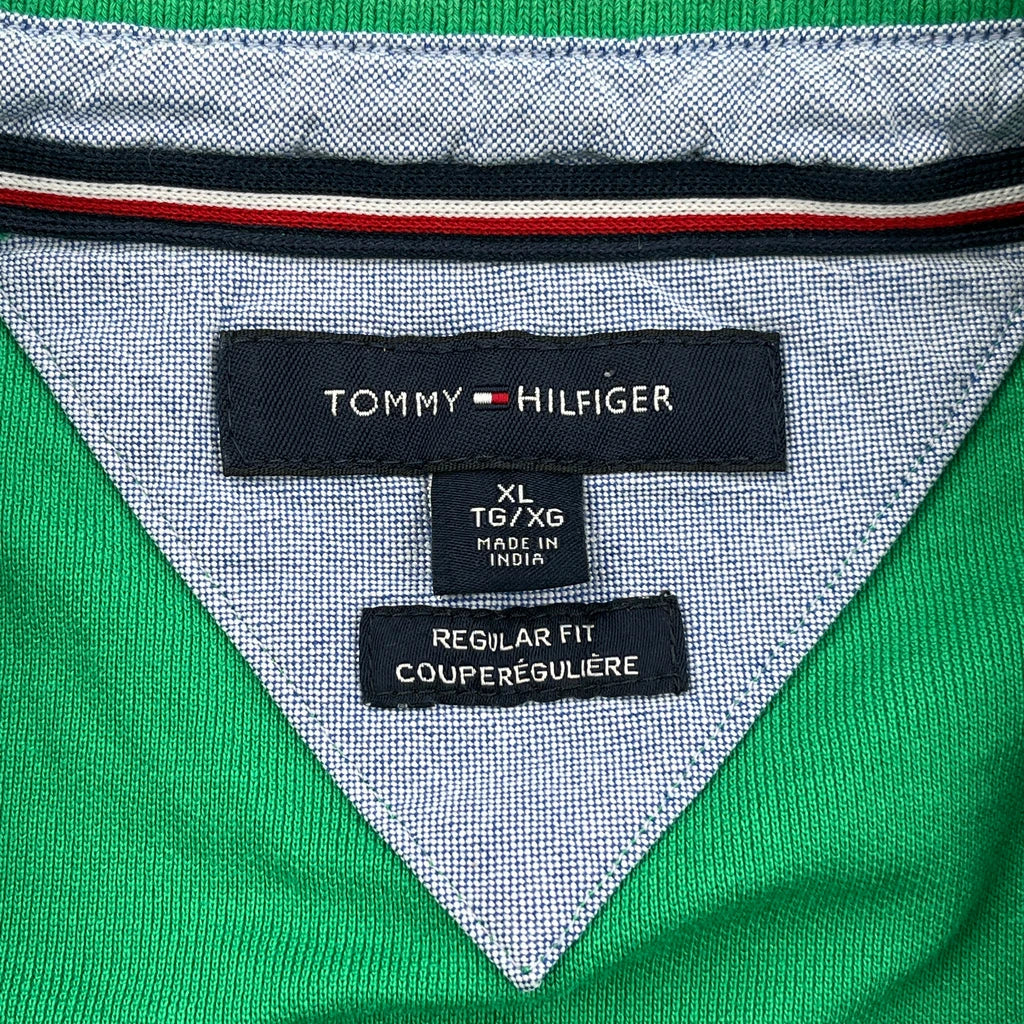 TOMMY HILFIGER
XL
TG/XG
MADE IN
INDIA
REGULAR FIT
COUPERÉGULIÈRE